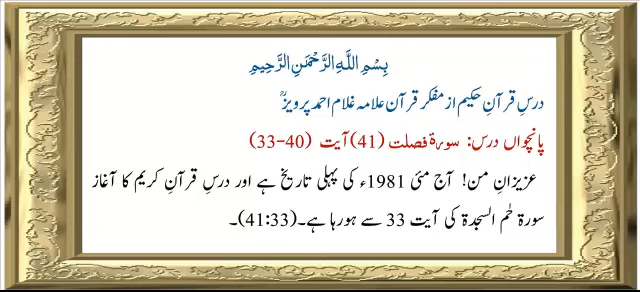 بِسْمِ اللَّهِ الرَّحْمَنِ الرَّحِيمِ
درسِ قرآنِ حکیم از مفکر قرآن علامہ غلام احمد پرویزؒ
پانچواں درس: سورۃ فصلت (41) آیت (40–33)
عزیزانِ من! آج مئی 1981ء کی پہلی تاریخ ہے اور درسِ قرآنِ کریم کا آغاز
سورۃ حٰم السجدۃ کی آیت 33 سے ہورہا ہے۔(41:33)۔